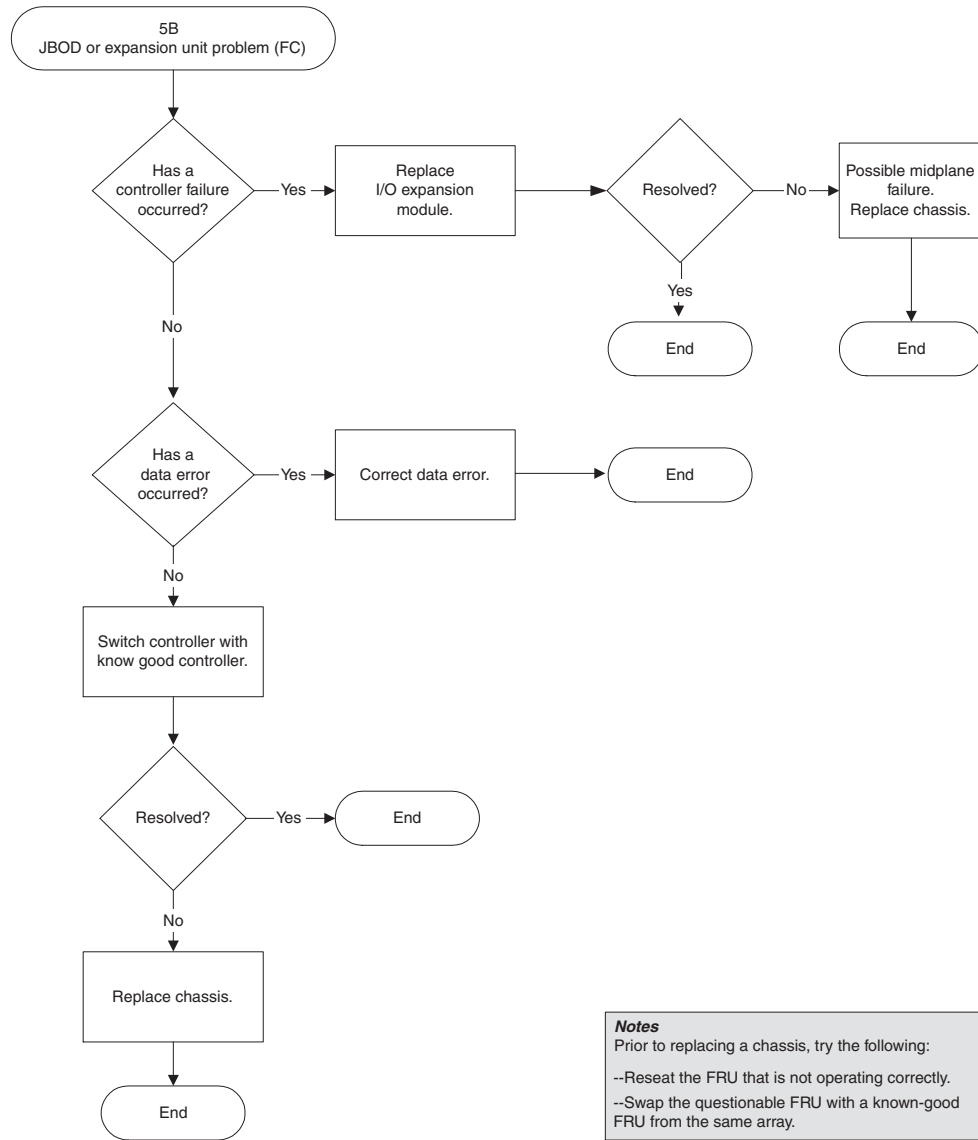 5B
JBOD or expansion unit problem (FC)
Has a
controller failure
occurred?
Yes
Replace
I/O expansion
module.
Resolved?
No
Possible midplane
failure.
Replace chassis.
Yes
End
End
No
Has a
data error
occurred?
Yes
Correct data error.
End
No
Switch controller with
know good controller.
Resolved?
Yes
End
No
Replace chassis.
End
Notes
Prior to replacing a chassis, try the following:
--Reseat the FRU that is not operating correctly.
--Swap the questionable FRU with a known-good
FRU from the same array.